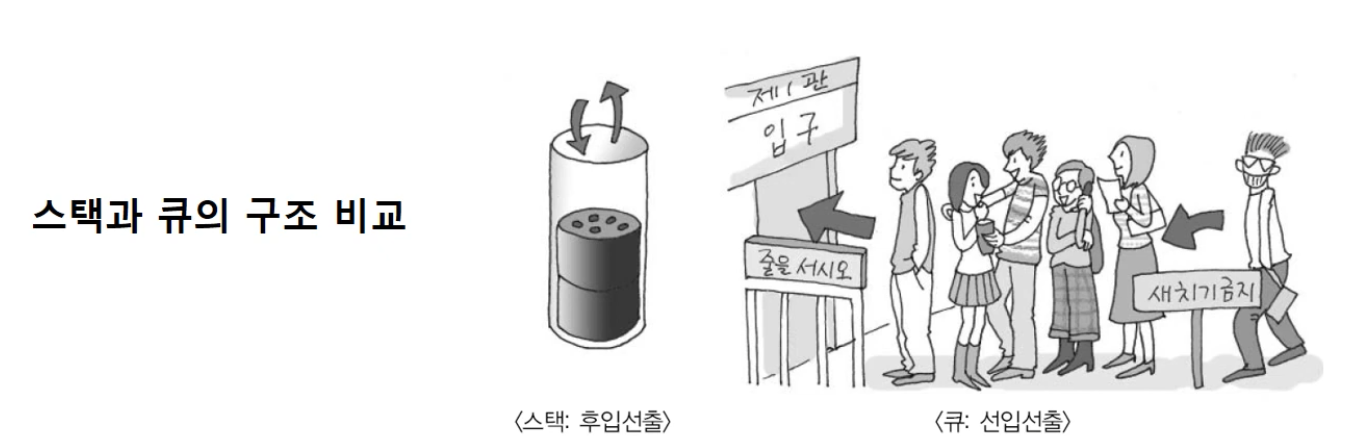 스택과 큐의 구조 비교
제1관
입구
줄을 서시오
새치기금지
〈스택: 후입선출〉
〈큐: 선입선출〉